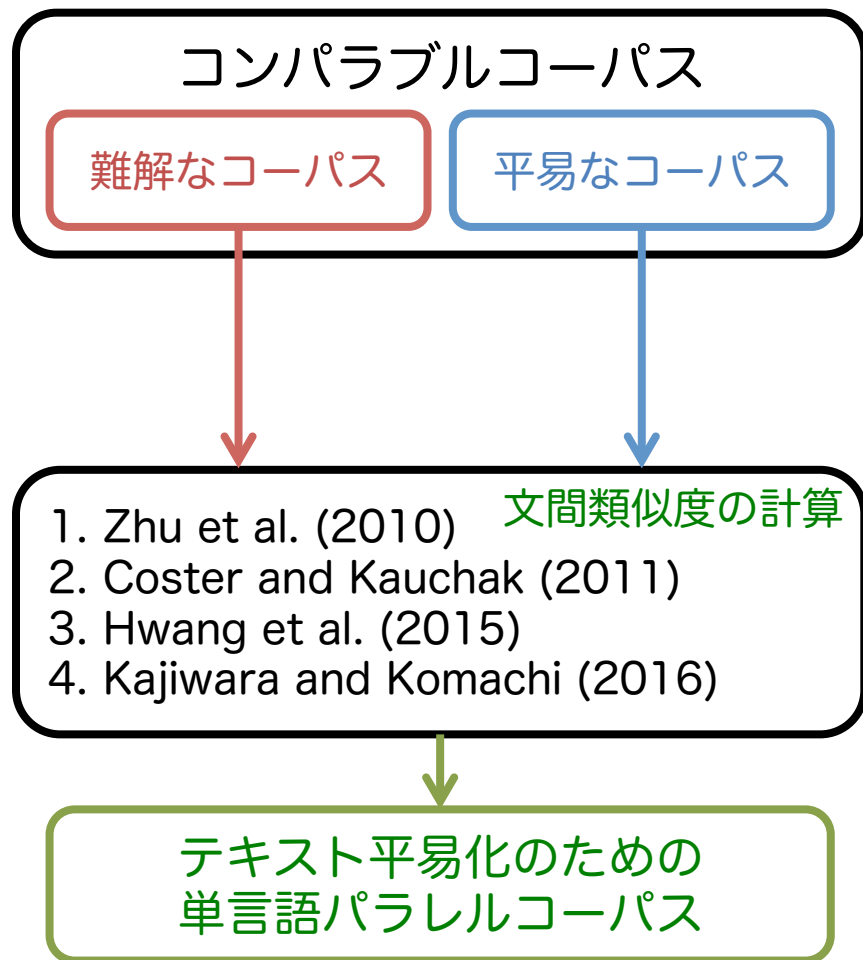 コンパラブルコーパス
難解なコーパス
平易なコーパス
文間類似度の計算
1. Zhu et al. (2010)
2. Coster and Kauchak (2011)
3. Hwang et al. (2015)
4. Kajiwara and Komachi (2016)
テキスト平易化のための
単言語パラレルコーパス